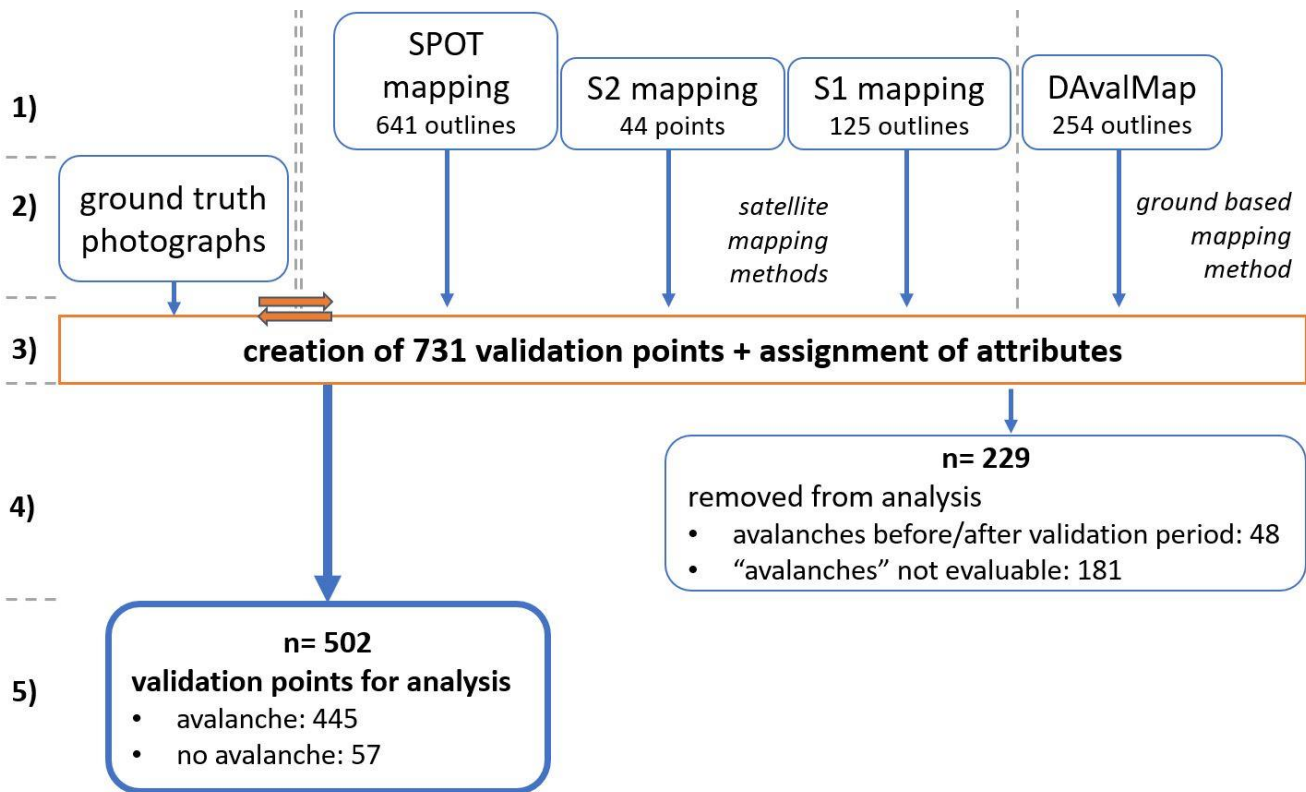 1)
SPOT
mapping
641 outlines
S2 mapping
44 points
S1 mapping
125 outlines
DAvalMap
254 outlines
2)
ground truth
photographs
satellite
mapping
methods
ground based
mapping
method
3)
creation of 731 validation points + assignment of attributes
4)
n= 229
removed from analysis
• avalanches before/after validation period: 48
• “avalanches” not evaluable: 181
5)
n= 502
validation points for analysis
• avalanche: 445
• no avalanche: 57